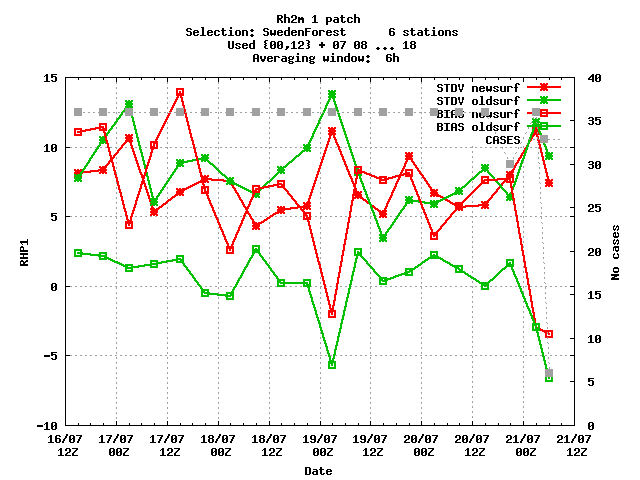 Rh2m 1 patch
Selection: SwedenForest 6 stations
Used {00,12} + 07 08 ... 18
Averaging window: 6h
15
10
5
0
-5
-10
RHP1
STDV newsurf
STDV oldsurf
BIAS newsurf
BIAS oldsurf
CASES
40
35
30
25
20
15
10
5
0
No cases
16/07 17/07 17/07 18/07 18/07 19/07 19/07 20/07 20/07 21/07 21/07
12Z 00Z 12Z 00Z 12Z 00Z 12Z 00Z 12Z 00Z 12Z
Date